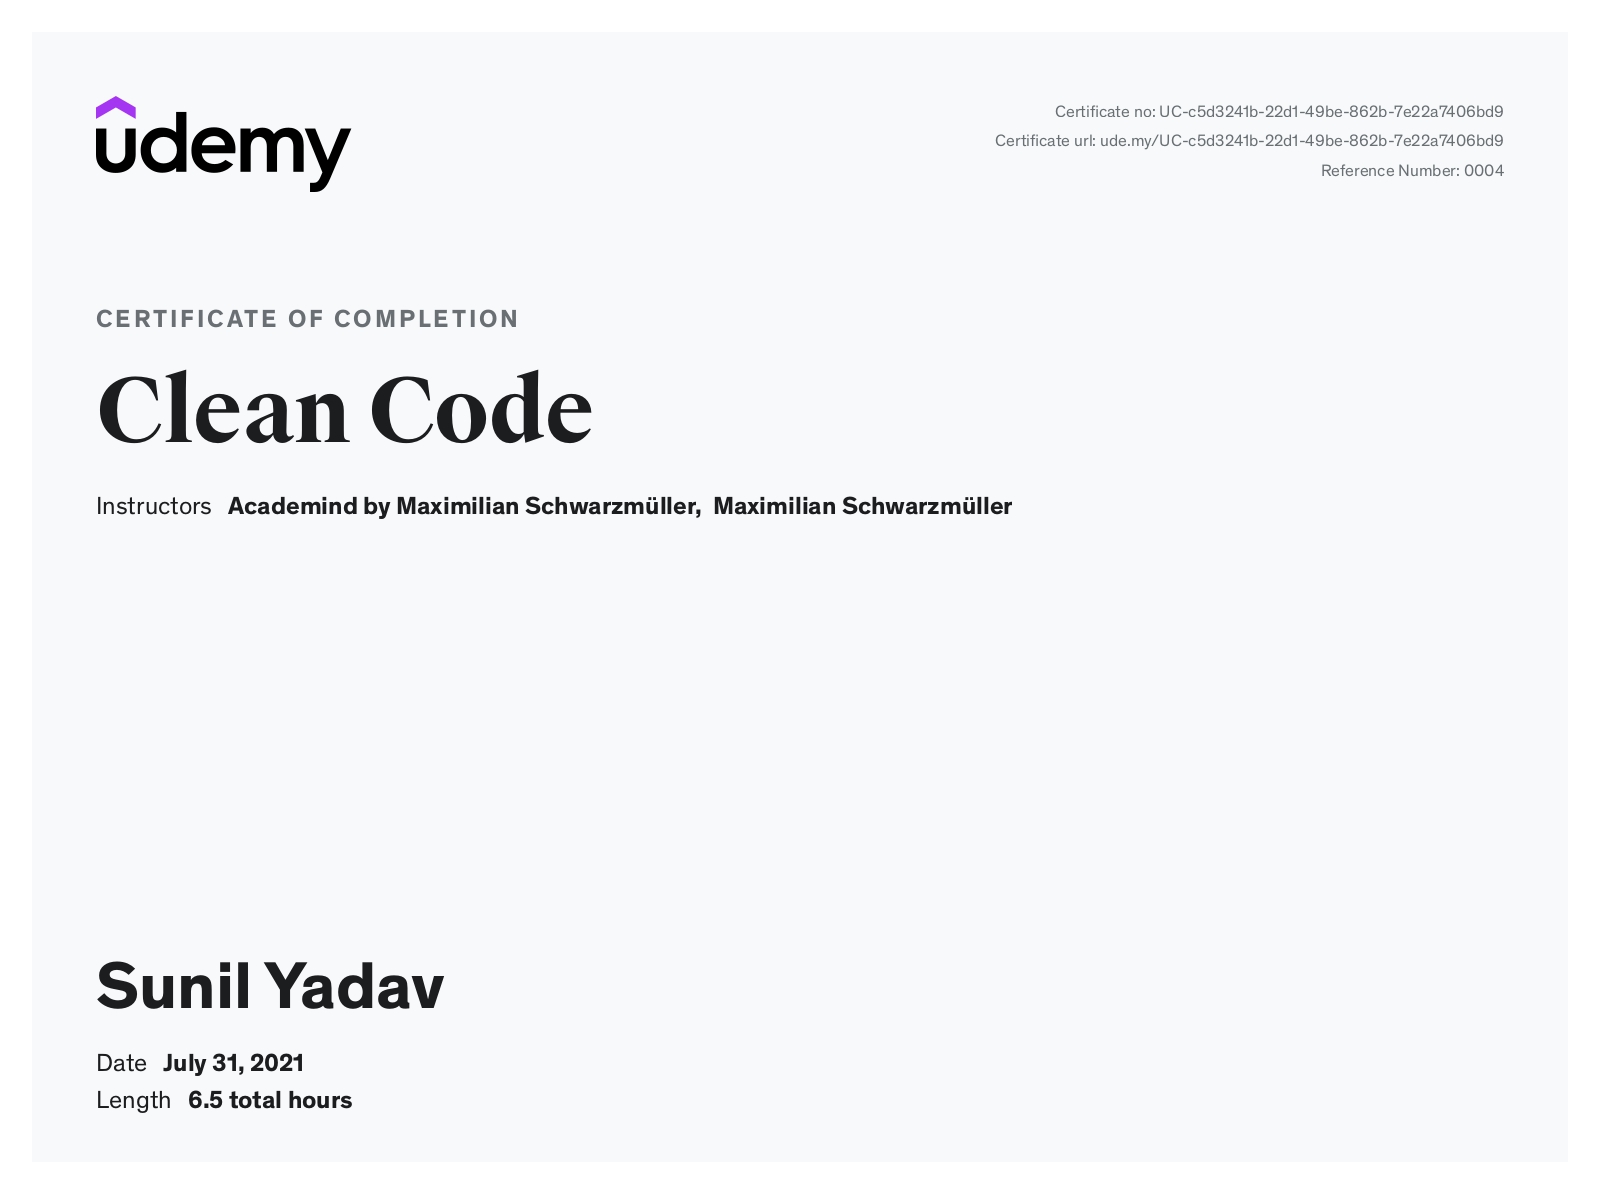 udemy
Certificate no: UC-c5d3241b-22d1-49be-862b-7e22a7406bd9
Certificate url: ude.my/UC-c5d3241b-22d1-49be-862b-7e22a7406bd9
Reference Number: 0004
CERTIFICATE OF COMPLETION
Clean Code
Instructors Academind by Maximilian Schwarzmüller, Maximilian Schwarzmüller
Sunil Yadav
Date July 31, 2021
Length 6.5 total hours